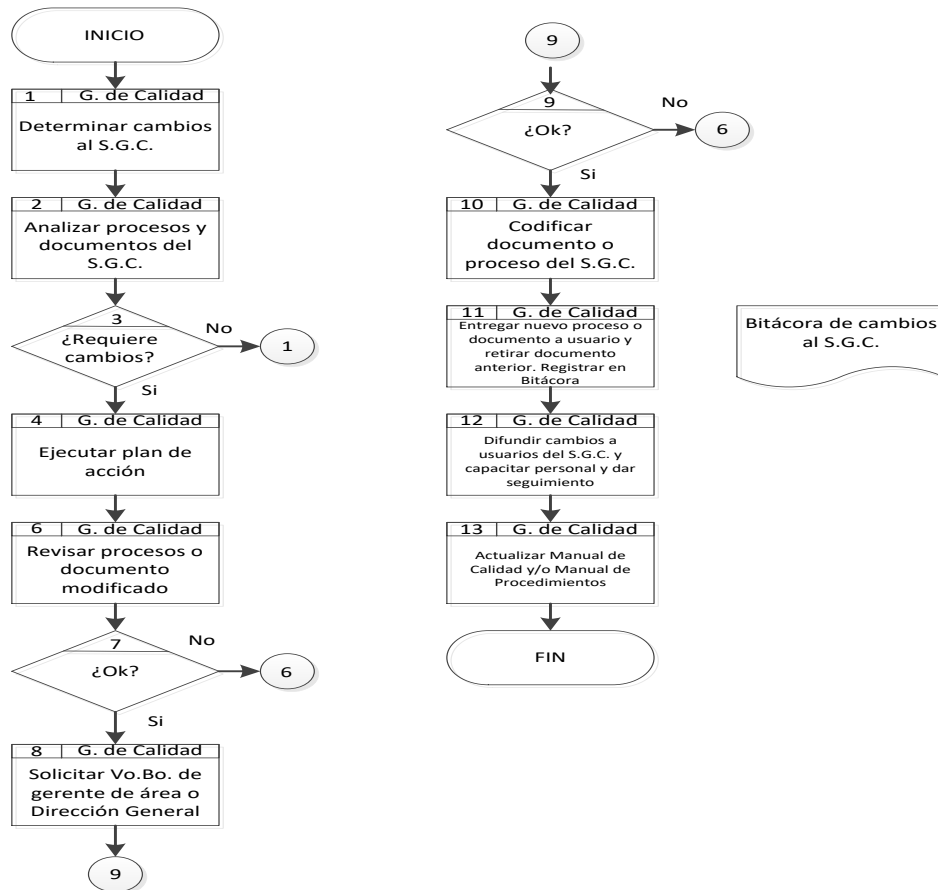 INICIO
1 G. de Calidad
Determinar cambios
al S.G.C.
2 G. de Calidad
Analizar procesos y
documentos del
S.G.C.
3
¿Requiere
cambios?
No
1
Si
4 G. de Calidad
Ejecutar plan de
acción
6 G. de Calidad
Revisar procesos o
documento
modificado
7
¿Ok?
No
6
Si
8 G. de Calidad
Solicitar Vo.Bo. de
gerente de área o
Dirección General
9
9
9
¿Ok?
No
6
Si
10 G. de Calidad
Codificar
documento o
proceso del S.G.C.
11 G. de Calidad
Entregar nuevo proceso o
documento a usuario y
retirar documento
anterior. Registrar en
Bitácora
12 G. de Calidad
Difundir cambios a
usuarios del S.G.C. y
capacitar personal y dar
seguimiento
13 G. de Calidad
Actualizar Manual de
Calidad y/o Manual de
Procedimientos
FIN
Bitácora de cambios
al S.G.C.